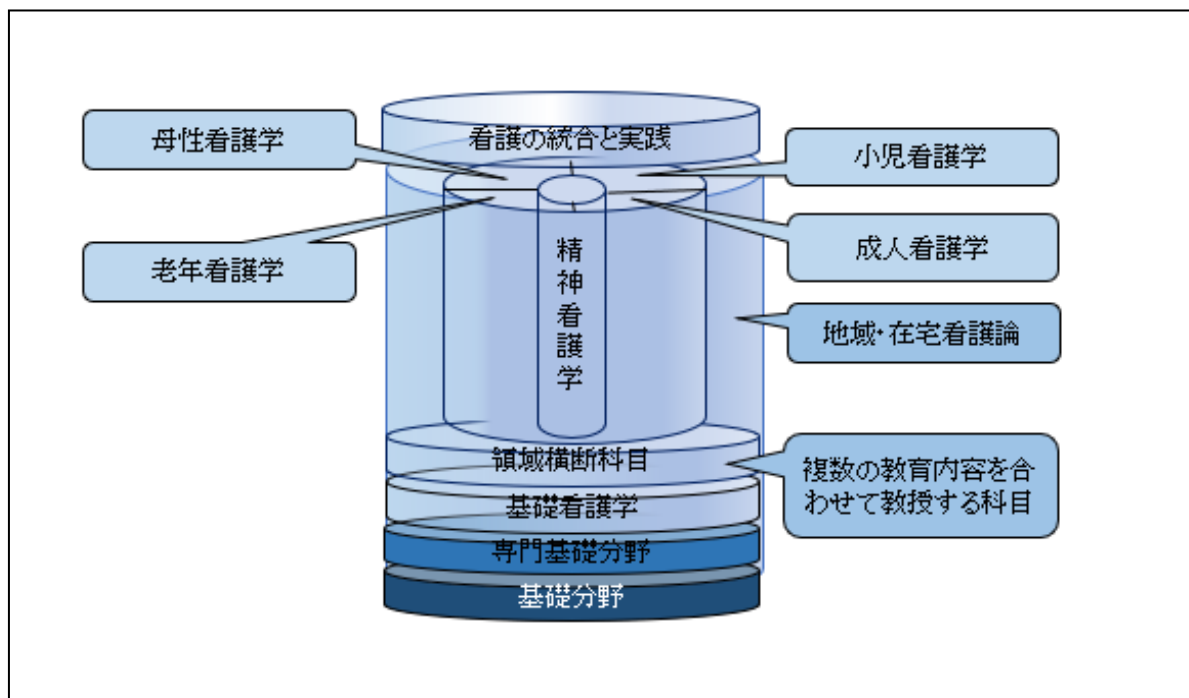 看護の統合と実践
母性看護学
小児看護学
老年看護学
成人看護学
精神看護学
地域・在宅看護論
領域横断科目
複数の教育内容を合
わせて教授する科目
基礎看護学
専門基礎分野
基礎分野